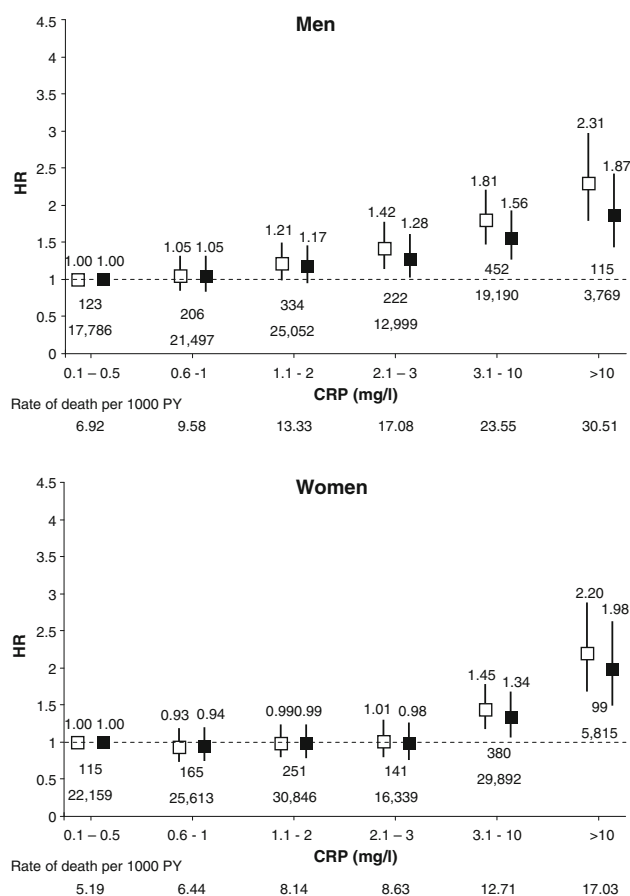 Men
4.5
4
3.5
3
2.5
2
1.5
1
0.5
0
HR
2.31
1.87
1.81
1.56
1.42
1.28
1.21
1.17
1.05 1.05
1.00 1.00
123 206 334 222 452 115
17,786 21,497 25,052 12,999 19,190 3,769
0.1 – 0.5 0.6 - 1 1.1 - 2 2.1 – 3 3.1 - 10 >10
CRP (mg/l)
Rate of death per 1000 PY
6.92 9.58 13.33 17.08 23.55 30.51
Women
4.5
4
3.5
3
2.5
2
1.5
1
0.5
0
HR
2.20
1.98
1.45
1.34
1.01
0.98
0.99 0.99
0.93 0.94
1.00 1.00
115 165 251 141 380 99
22,159 25,613 30,846 16,339 29,892 5,815
0.1 – 0.5 0.6 - 1 1.1 - 2 2.1 – 3 3.1 - 10 >10
CRP (mg/l)
Rate of death per 1000 PY
5.19 6.44 8.14 8.63 12.71 17.03